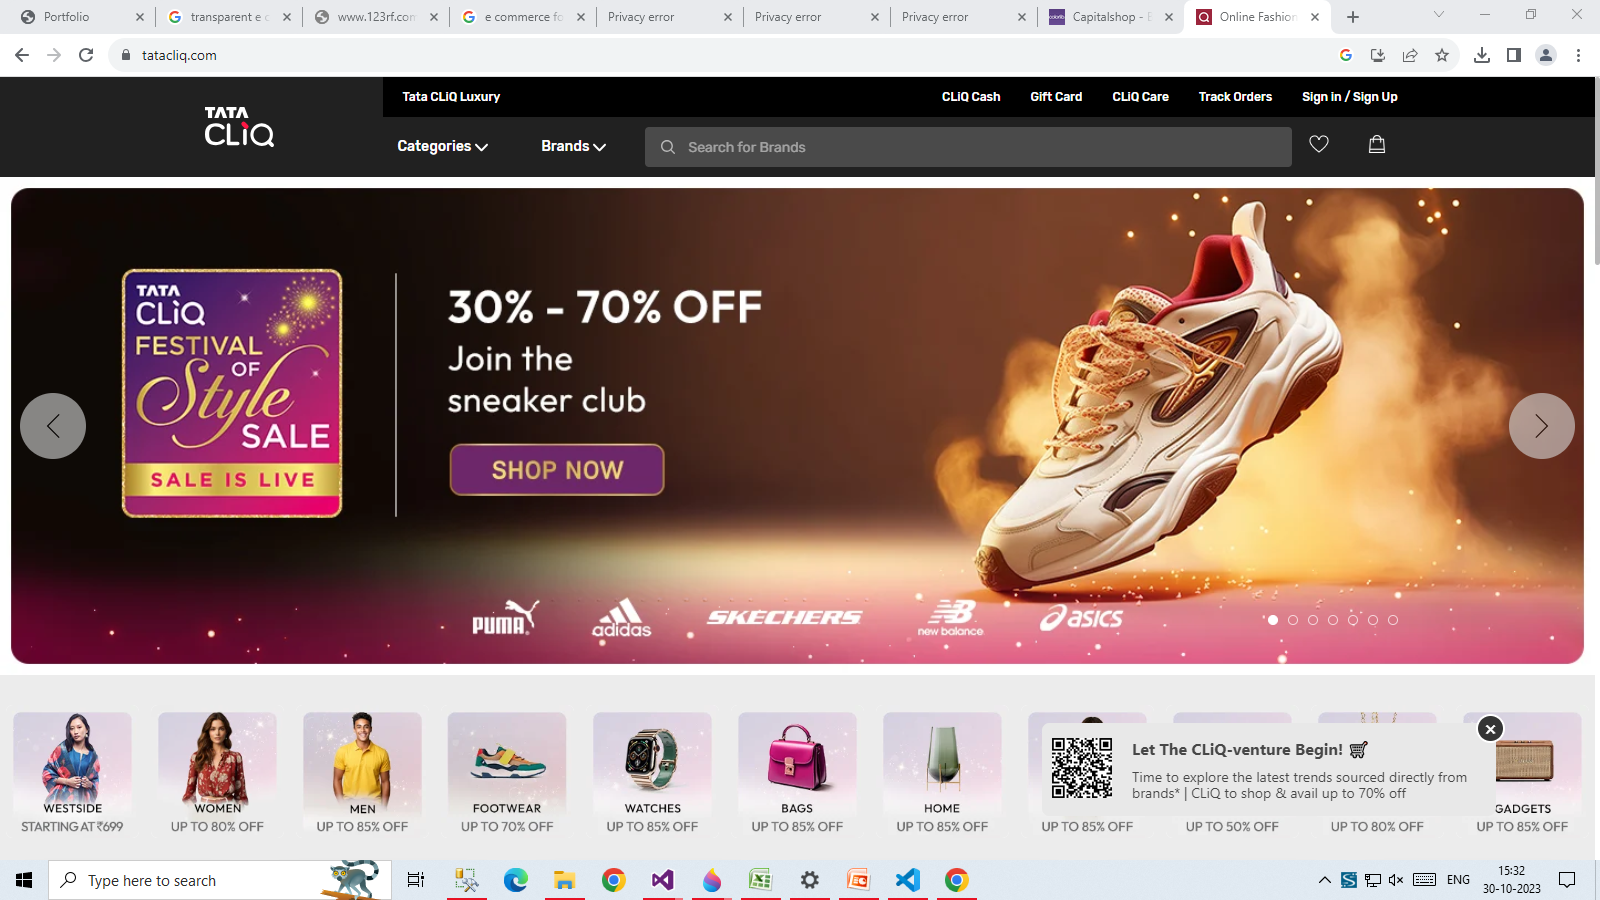 Portfolio
transparent e c
www.123rf.com
e commerce fo
Privacy error
Privacy error
Privacy error
Capitalshop - E
Online Fashion
tatacliq.com
Tata CLiQ Luxury
CLiQ Cash
Gift Card
CLiQ Care
Track Orders
Sign in / Sign Up
TATA
CLiQ
Categories
Brands
Search for Brands
TATA
CLiQ
FESTIVAL
OF
Style
SALE
SALE IS LIVE
30% - 70% OFF
Join the
sneaker club
SHOP NOW
PUMA
adidas
SKECHERS
NB
new balance
asics
WESTSIDE
STARTING AT ₹699
WOMEN
UP TO 80% OFF
MEN
UP TO 85% OFF
FOOTWEAR
UP TO 70% OFF
WATCHES
UP TO 85% OFF
BAGS
UP TO 85% OFF
HOME
UP TO 85% OFF
UP TO 85% OFF
UP TO 50% OFF
UP TO 80% OFF
GADGETS
UP TO 85% OFF
Let The CLiQ-venture Begin! 🛒
Time to explore the latest trends sourced directly from
brands* | CLiQ to shop & avail up to 70% off
Type here to search
ENG
15:32
30-10-2023